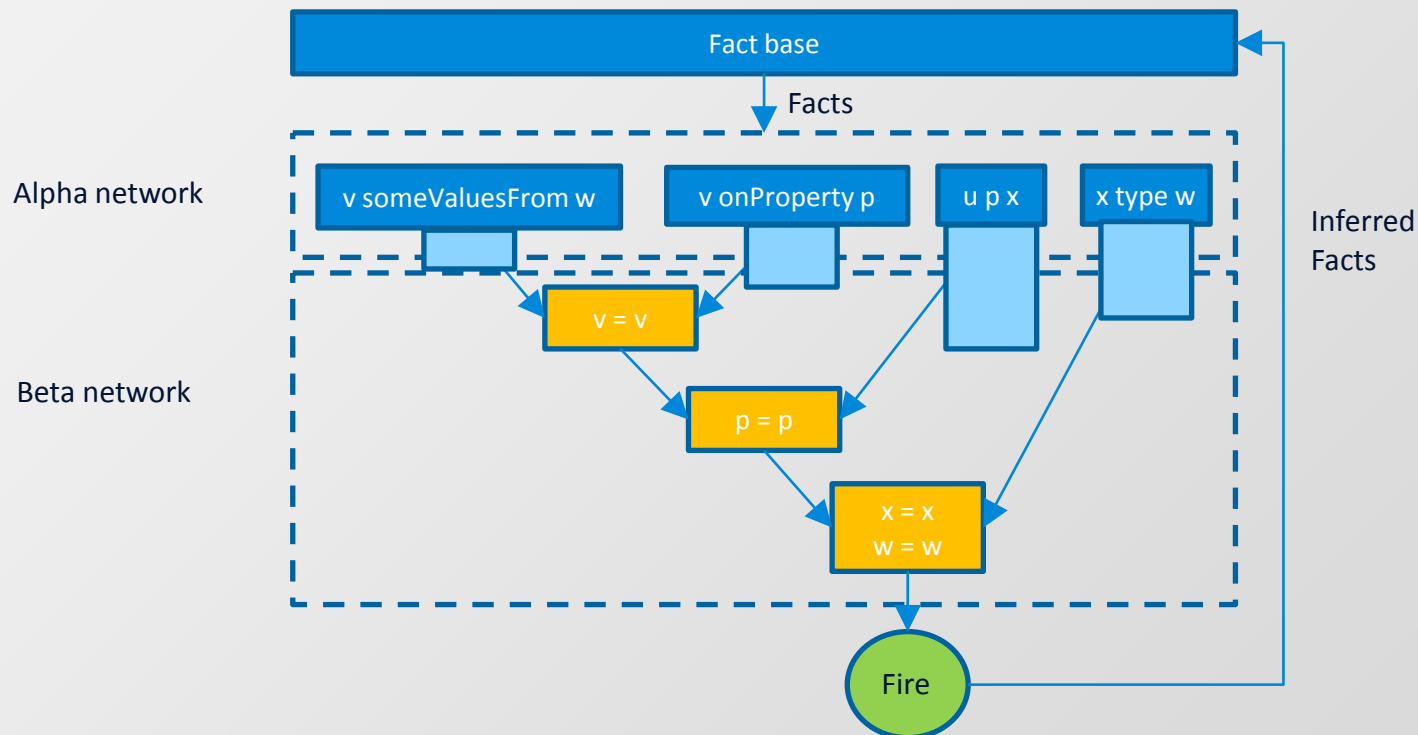 Fact base
Facts
Alpha network
v someValuesFrom w
v onProperty p
u p x
x type w
Inferred
Facts
v = v
Beta network
p = p
x = x
w = w
Fire